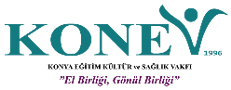 KONEV
1996
KONYA EĞİTİM KÜLTÜR ve SAĞLIK VAKFI
"El Birliği, Gönül Birliği"